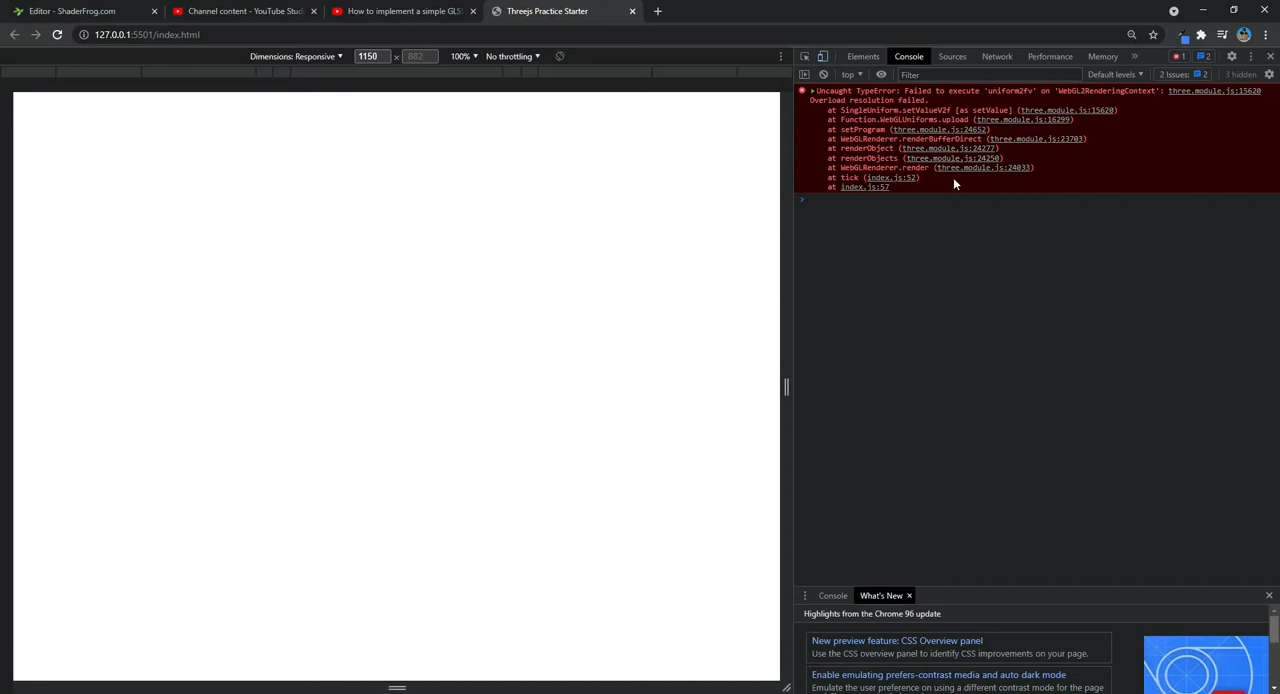 Editor - ShaderFrog.com
Channel content - YouTube Stud
How to implement a simple GLS
Threejs Practice Starter
127.0.0.1:5501/index.html
Dimensions: Responsive ▼ 1150 × 882 100% ▼ No throttling ▼
Elements Console Sources Network Performance Memory » 1 2
top ▼ Filter Default levels ▼ 2 Issues: 2 3 hidden
Uncaught TypeError: Failed to execute 'uniform2fv' on 'WebGL2RenderingContext': three.module.js:15620
Overload resolution failed.
at SingleUniform.setValueV2f [as setValue] (three.module.js:15620)
at Function.WebGLUniforms.upload (three.module.js:16299)
at setProgram (three.module.js:24652)
at WebGLRenderer.renderBufferDirect (three.module.js:23703)
at renderObject (three.module.js:24277)
at renderObjects (three.module.js:24250)
at WebGLRenderer.render (three.module.js:24033)
at tick (index.js:52)
at index.js:57
Console What's New
Highlights from the Chrome 96 update
New preview feature: CSS Overview panel
Use the CSS overview panel to identify CSS improvements on your page.
Enable emulating prefers-contrast media and auto dark mode
Emulate the user preference on using a different contrast mode for the page